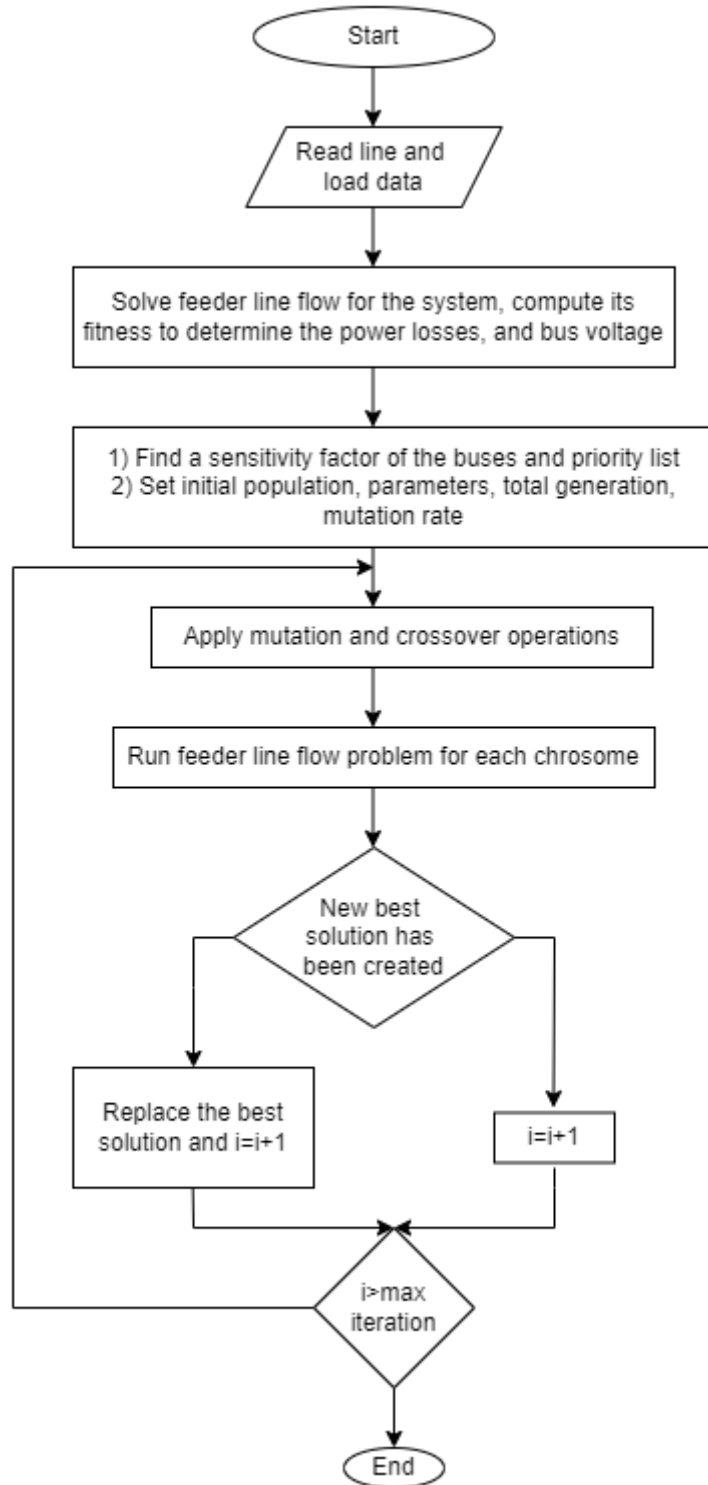 Start
Read line and
load data
Solve feeder line flow for the system, compute its
fitness to determine the power losses, and bus voltage
1) Find a sensitivity factor of the buses and priority list
2) Set initial population, parameters, total generation,
mutation rate
Apply mutation and crossover operations
Run feeder line flow problem for each chrosome
New best
solution has
been created
Replace the best
solution and i=i+1
i=i+1
i>max
iteration
End